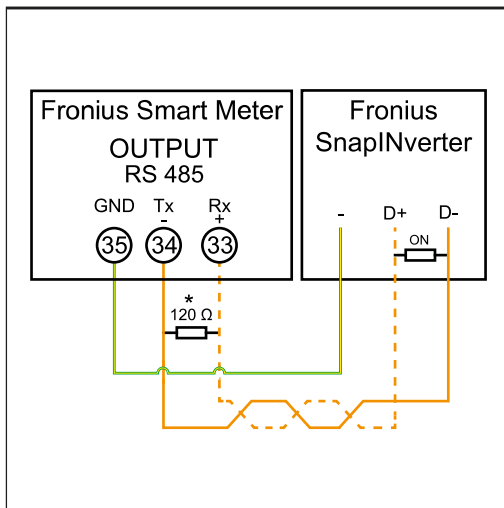 Fronius Smart Meter
OUTPUT
RS 485
GND Tx Rx
- +
35 34 33
*
120 Ω
Fronius
SnapINverter
- D+ D-
ON